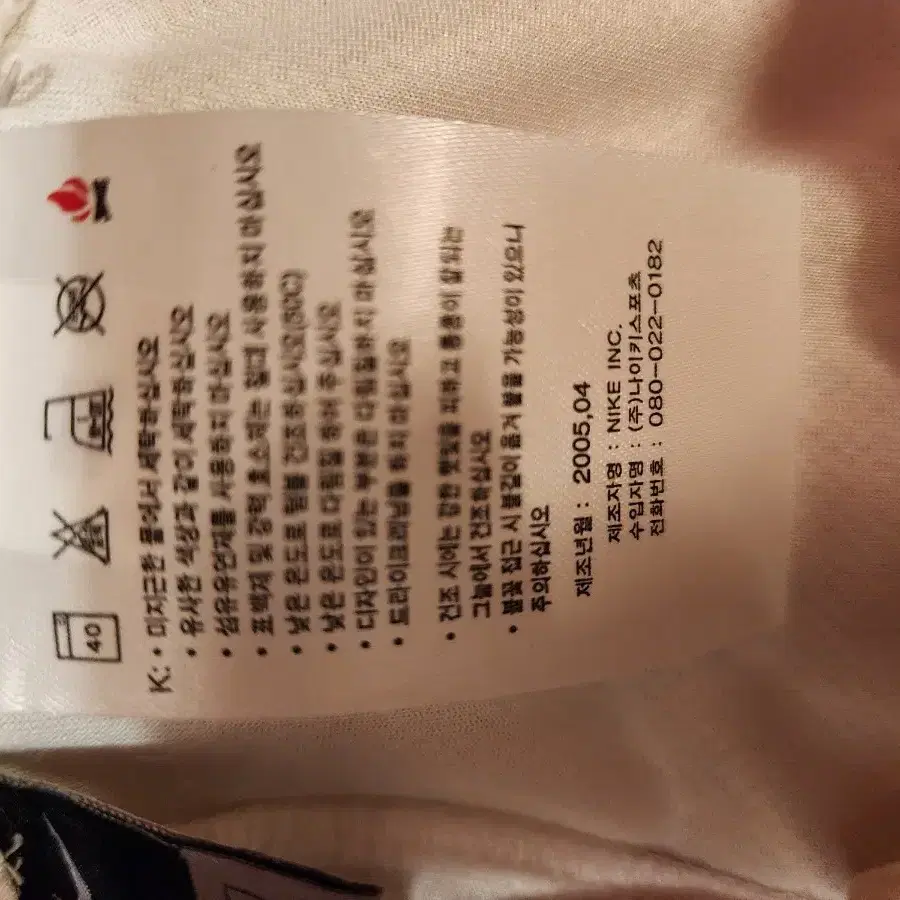 40
K: • 미지근한 물에서 세탁하십시오
• 유사한 색상과 같이 세탁하십시오
• 섬유유연제를 사용하지 마십시오
• 표백제 및 강력 효소제는 절대 사용하지 마십시오
• 낮은 온도로 텀블 건조하십시오(50C)
• 낮은 온도로 다림질 하여 주십시오
• 디자인이 있는 부분은 다림질하지 마십시오
• 드라이크리닝을 하지 마십시오
• 건조 시에는 강한 햇빛을 피하고 통풍이 잘되는
그늘에서 건조하십시오
• 불꽃 접근 시 불길이 옮겨 붙을 가능성이 있으니
주의하십시오
제조년월 : 2005,04
제조자명 : NIKE INC.
수입자명 : (주)나이키스포츠
전화번호 : 080-022-0182